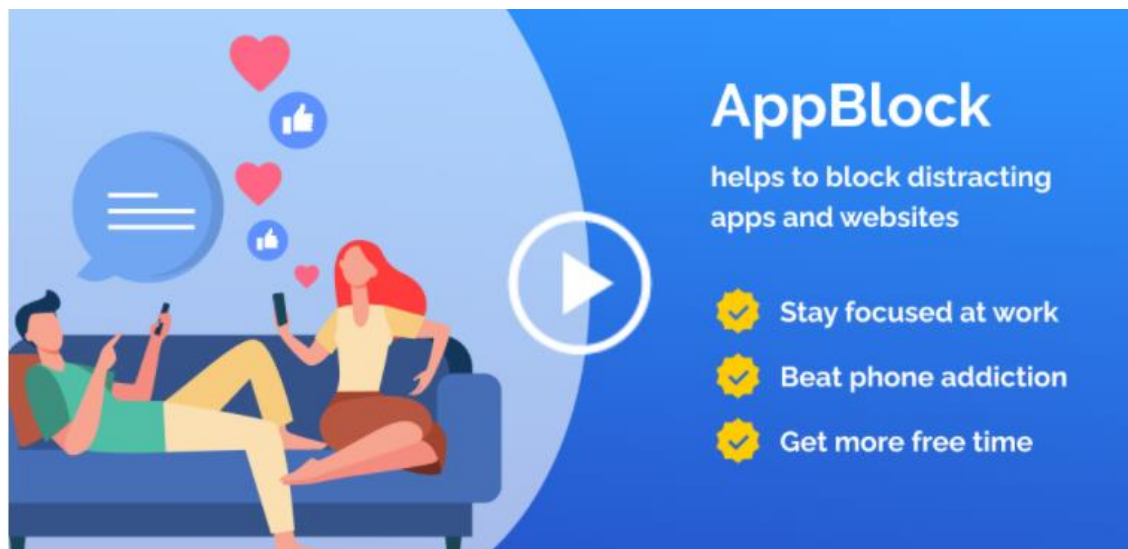 AppBlock
helps to block distracting
apps and websites
Stay focused at work
Beat phone addiction
Get more free time